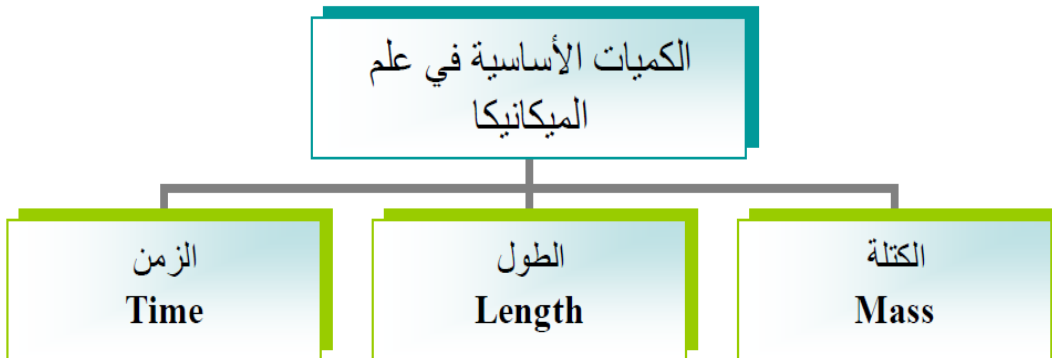 الكميات الأساسية في علم
الميكانيكا
الكتلة
Mass
الطول
Length
الزمن
Time